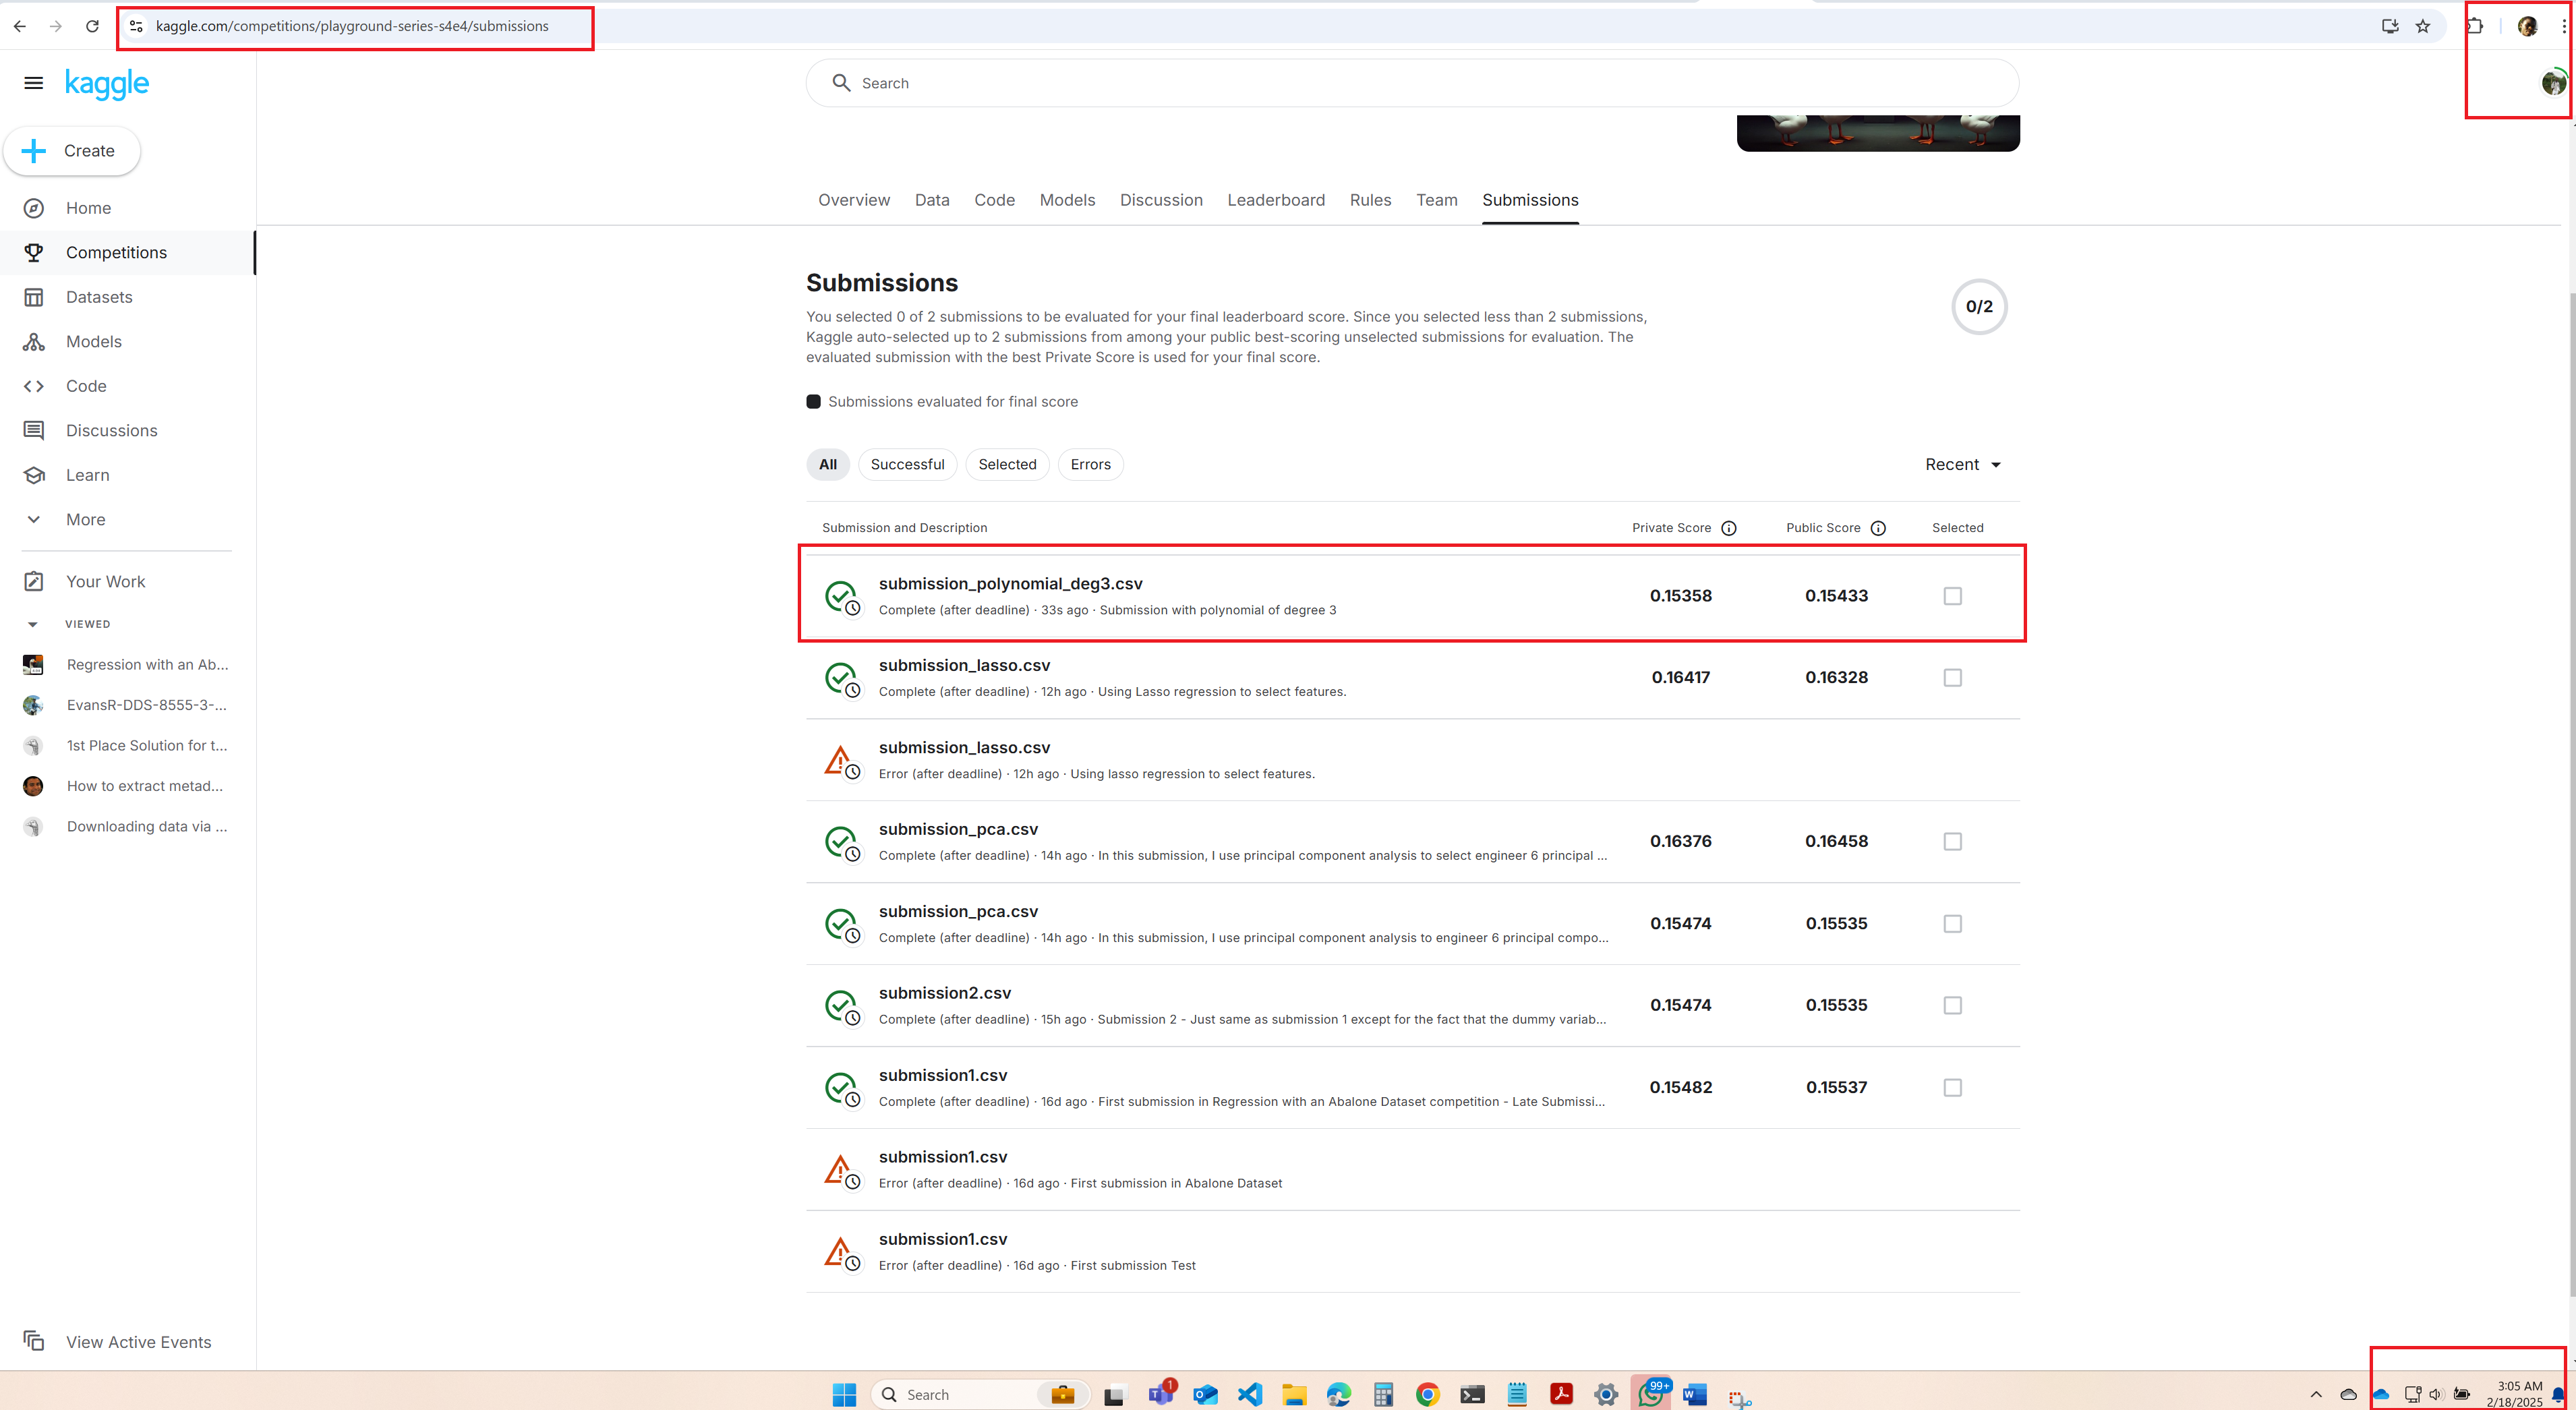 kaggle.com/competitions/playground-series-s4e4/submissions
kaggle
Search
Create
Home
Competitions
Datasets
Models
Code
Discussions
Learn
More
Your Work
VIEWED
Regression with an Ab...
EvansR-DDS-8555-3-...
1st Place Solution for t...
How to extract metad...
Downloading data via ...
View Active Events
Overview Data Code Models Discussion Leaderboard Rules Team Submissions
Submissions
You selected 0 of 2 submissions to be evaluated for your final leaderboard score. Since you selected less than 2 submissions,
Kaggle auto-selected up to 2 submissions from among your public best-scoring unselected submissions for evaluation. The
evaluated submission with the best Private Score is used for your final score.
0/2
Submissions evaluated for final score
All Successful Selected Errors Recent
Submission and Description Private Score Public Score Selected
submission_polynomial_deg3.csv
Complete (after deadline) · 33s ago · Submission with polynomial of degree 3
0.15358 0.15433
submission_lasso.csv
Complete (after deadline) · 12h ago · Using Lasso regression to select features.
0.16417 0.16328
submission_lasso.csv
Error (after deadline) · 12h ago · Using lasso regression to select features.
submission_pca.csv
Complete (after deadline) · 14h ago · In this submission, I use principal component analysis to select engineer 6 principal ...
0.16376 0.16458
submission_pca.csv
Complete (after deadline) · 14h ago · In this submission, I use principal component analysis to engineer 6 principal compo...
0.15474 0.15535
submission2.csv
Complete (after deadline) · 15h ago · Submission 2 - Just same as submission 1 except for the fact that the dummy variab...
0.15474 0.15535
submission1.csv
Complete (after deadline) · 16d ago · First submission in Regression with an Abalone Dataset competition - Late Submissi...
0.15482 0.15537
submission1.csv
Error (after deadline) · 16d ago · First submission in Abalone Dataset
submission1.csv
Error (after deadline) · 16d ago · First submission Test
Search
1
99+
3:05 AM
2/18/2025